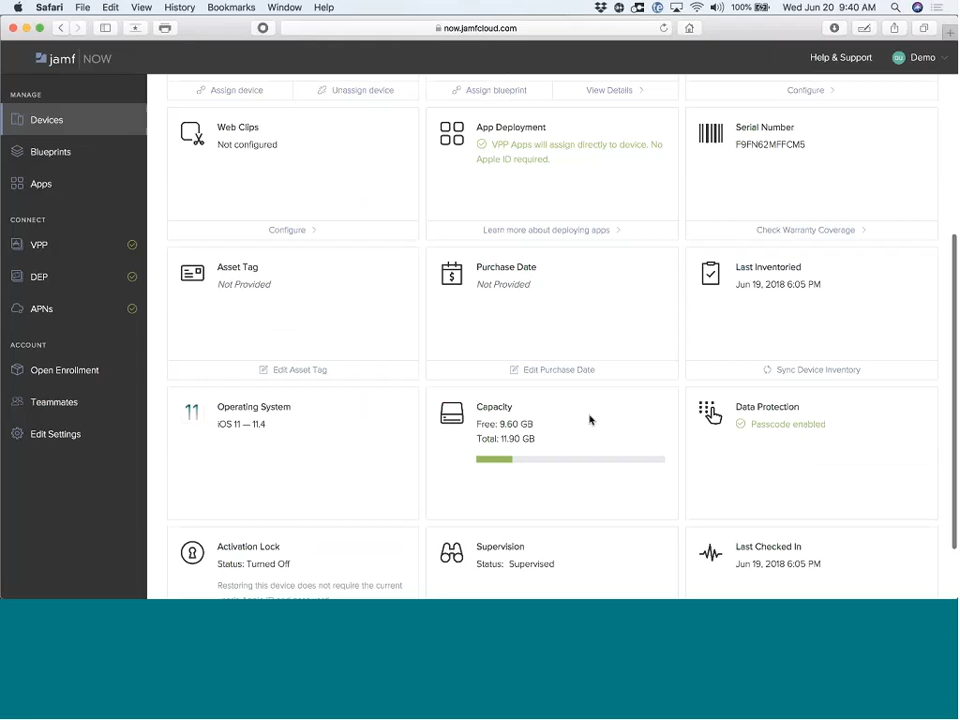 Safari File Edit View History Bookmarks Window Help 100% Wed Jun 20 9:40 AM
now.jamfcloud.com
jamf NOW
Help & Support DU Demo
MANAGE
Devices
Blueprints
Apps
CONNECT
VPP
DEP
APNs
ACCOUNT
Open Enrollment
Teammates
Edit Settings
Assign device Unassign device Assign blueprint View Details Configure
Web Clips
Not configured
Configure
App Deployment
VPP Apps will assign directly to device. No
Apple ID required.
Learn more about deploying apps
Serial Number
F9FN62MFFCM5
Check Warranty Coverage
Asset Tag
Not Provided
Edit Asset Tag
Purchase Date
Not Provided
Edit Purchase Date
Last Inventoried
Jun 19, 2018 6:05 PM
Sync Device Inventory
11
Operating System
iOS 11 — 11.4
Capacity
Free: 9.60 GB
Total: 11.90 GB
Data Protection
Passcode enabled
Activation Lock
Status: Turned Off
Restoring this device does not require the current
Supervision
Status: Supervised
Last Checked In
Jun 19, 2018 6:05 PM